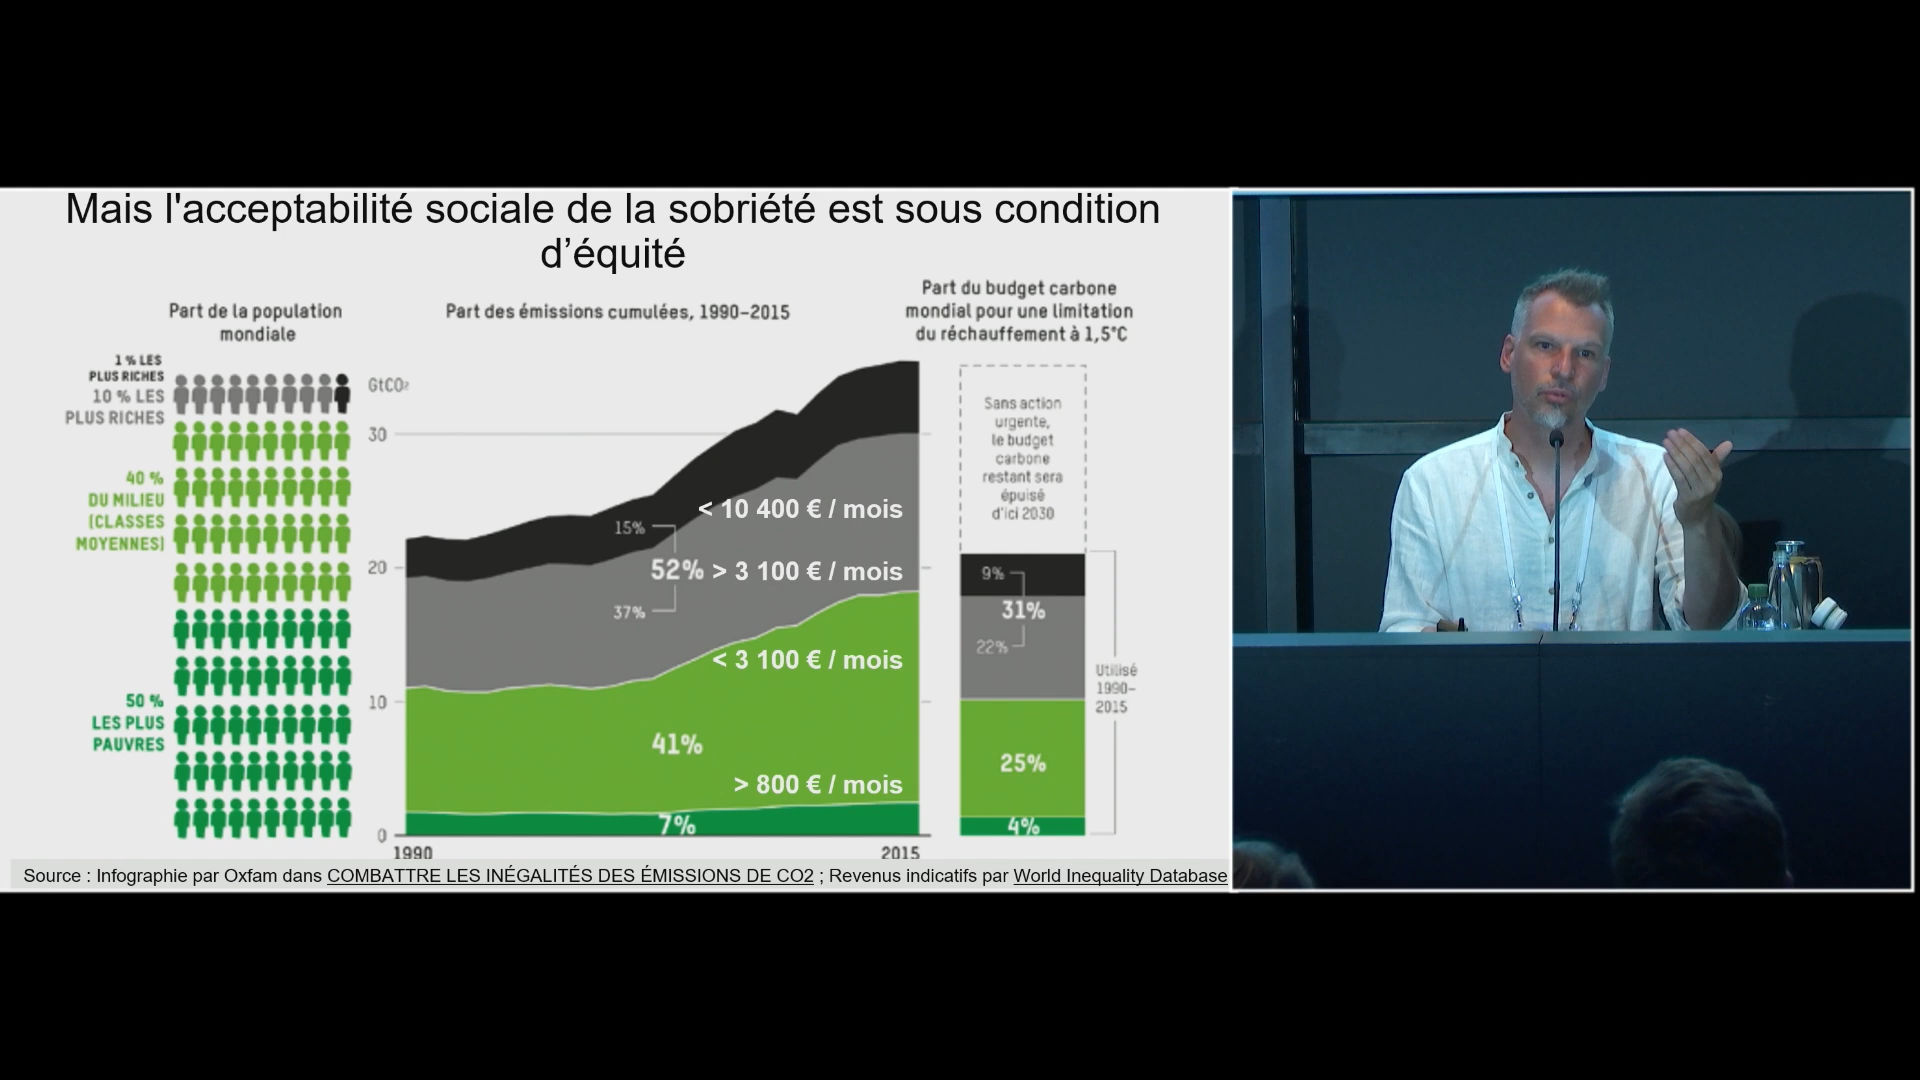 Mais l'acceptabilité sociale de la sobriété est sous condition
d’équité
Part de la population
mondiale
1 % LES
PLUS RICHES
10 % LES
PLUS RICHES
40 %
DU MILIEU
(CLASSES
MOYENNES)
50 %
LES PLUS
PAUVRES
Part des émissions cumulées, 1990–2015
GtCO₂
30
20
10
0
15%
52%
37%
< 10 400 € / mois
> 3 100 € / mois
< 3 100 € / mois
41%
> 800 € / mois
7%
1990
2015
Part du budget carbone
mondial pour une limitation
du réchauffement à 1,5°C
Sans action
urgente,
le budget
carbone
restant sera
épuisé
d'ici 2030
9%
31%
22%
25%
4%
Utilisé
1990–
2015
Source : Infographie par Oxfam dans COMBATTRE LES INÉGALITÉS DES ÉMISSIONS DE CO2 ; Revenus indicatifs par World Inequality Database